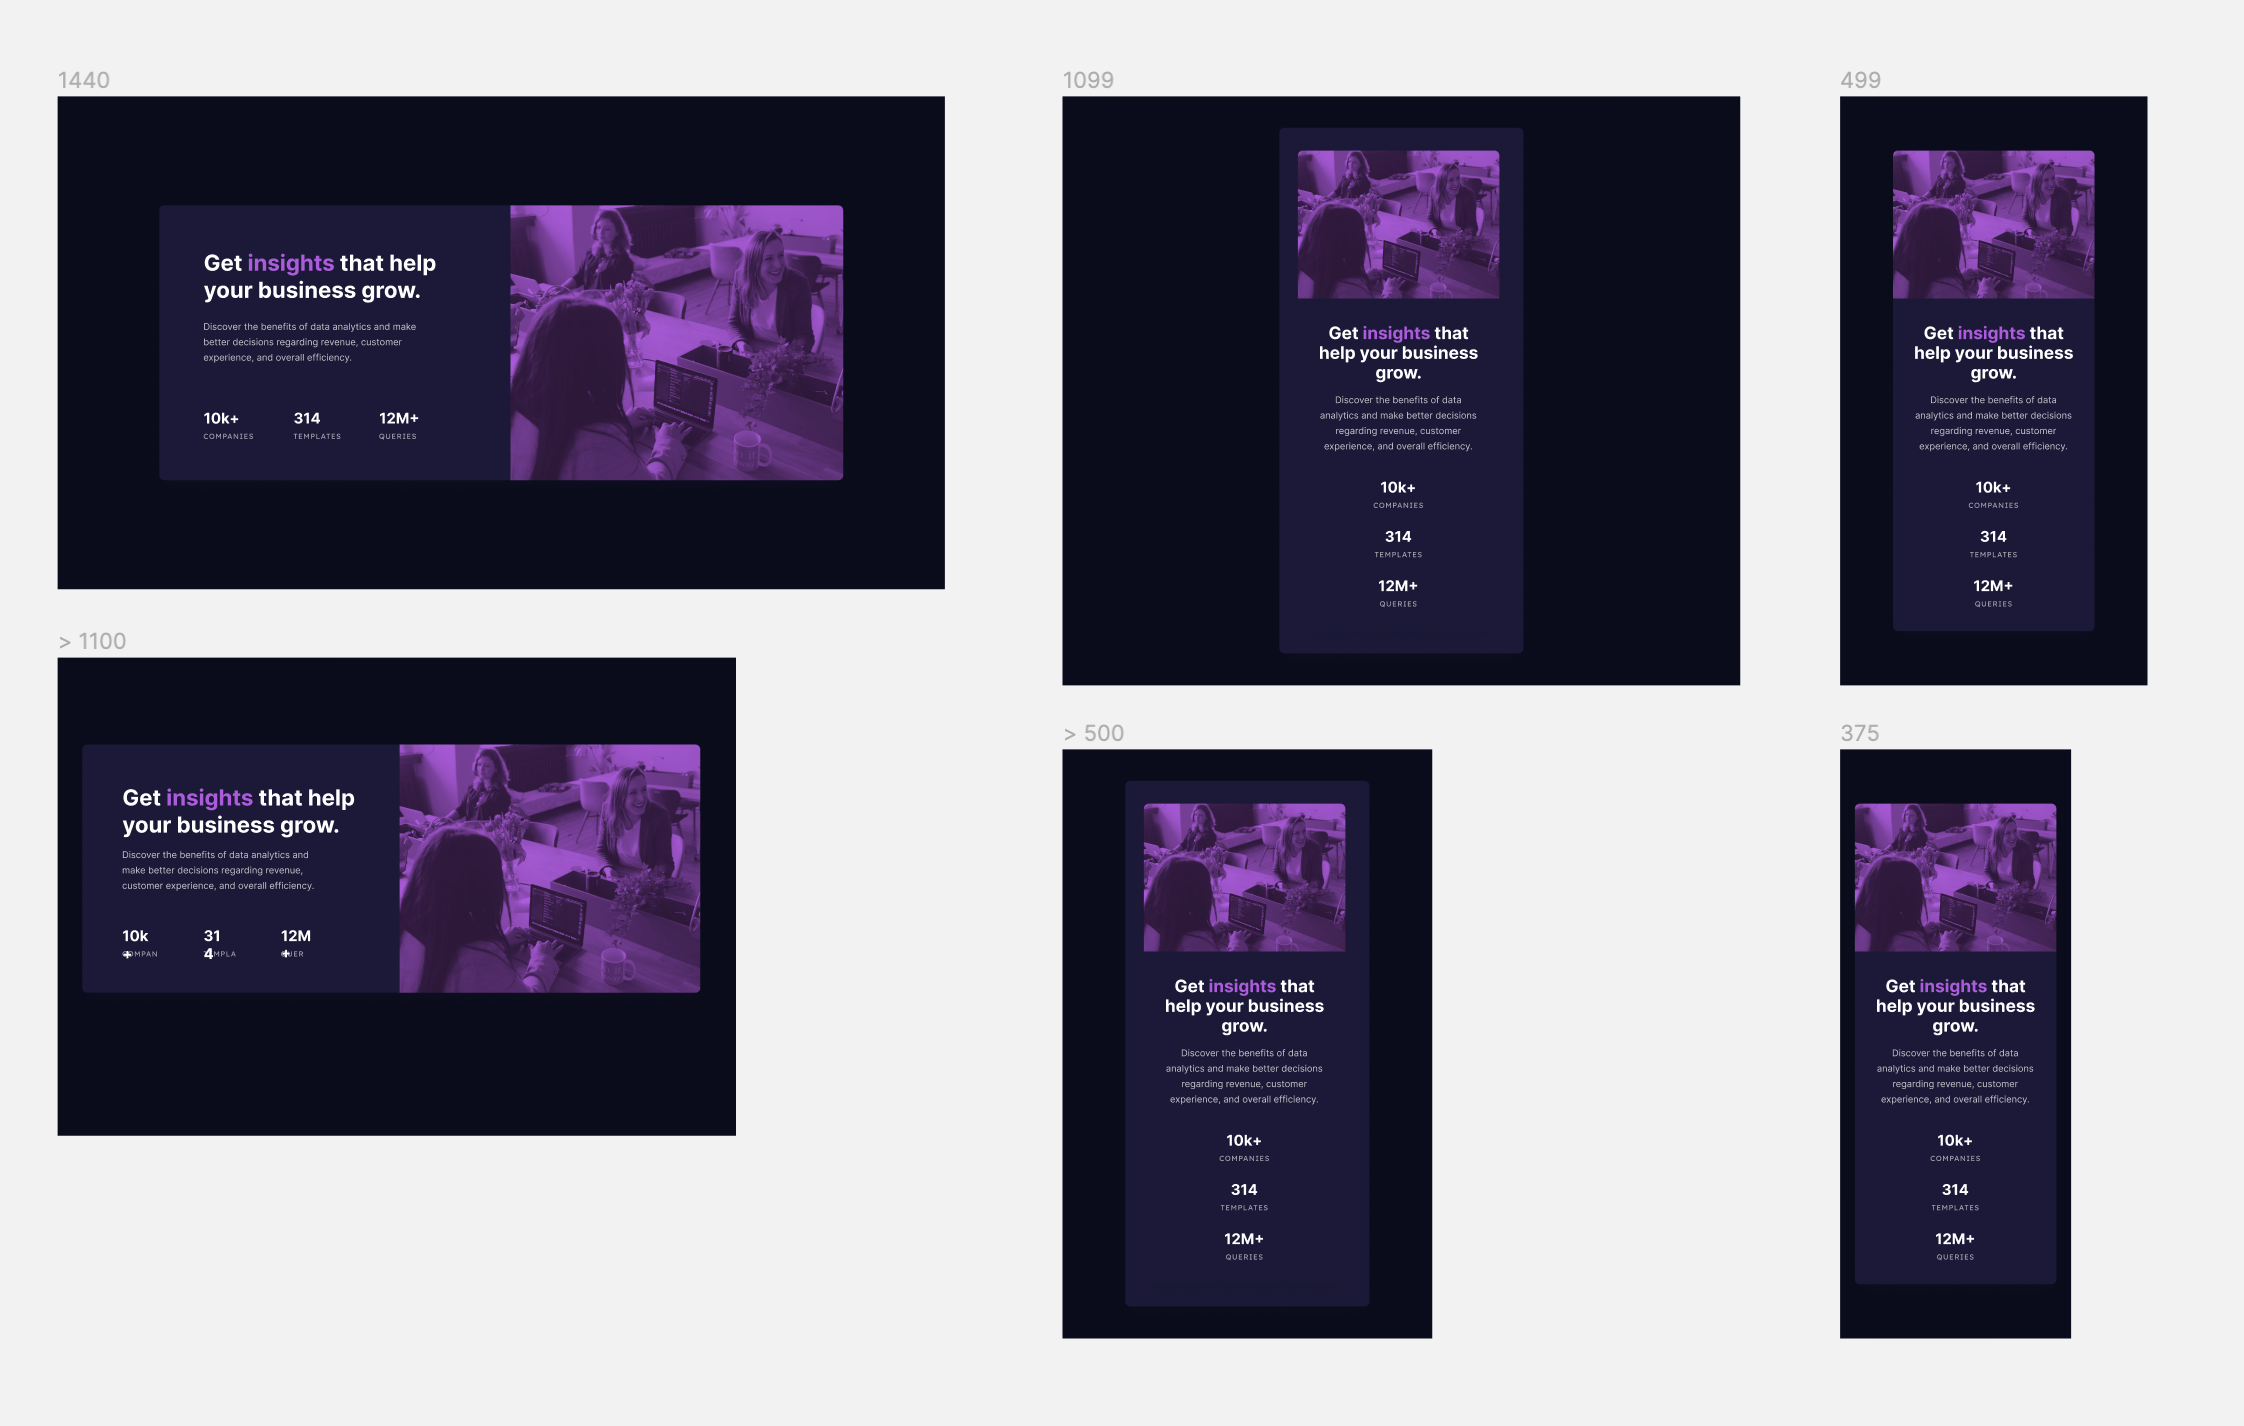 1440
Get insights that help
your business grow.
Discover the benefits of data analytics and make
better decisions regarding revenue, customer
experience, and overall efficiency.
10k+ 314 12M+
COMPANIES TEMPLATES QUERIES
> 1100
Get insights that help
your business grow.
Discover the benefits of data analytics and
make better decisions regarding revenue,
customer experience, and overall efficiency.
10k 31 12M
+ 4 +
1099
Get insights that
help your business
grow.
Discover the benefits of data
analytics and make better decisions
regarding revenue, customer
experience, and overall efficiency.
10k+
COMPANIES
314
TEMPLATES
12M+
QUERIES
> 500
Get insights that
help your business
grow.
Discover the benefits of data
analytics and make better decisions
regarding revenue, customer
experience, and overall efficiency.
10k+
COMPANIES
314
TEMPLATES
12M+
QUERIES
499
Get insights that
help your business
grow.
Discover the benefits of data
analytics and make better decisions
regarding revenue, customer
experience, and overall efficiency.
10k+
COMPANIES
314
TEMPLATES
12M+
QUERIES
375
Get insights that
help your business
grow.
Discover the benefits of data
analytics and make better decisions
regarding revenue, customer
experience, and overall efficiency.
10k+
COMPANIES
314
TEMPLATES
12M+
QUERIES